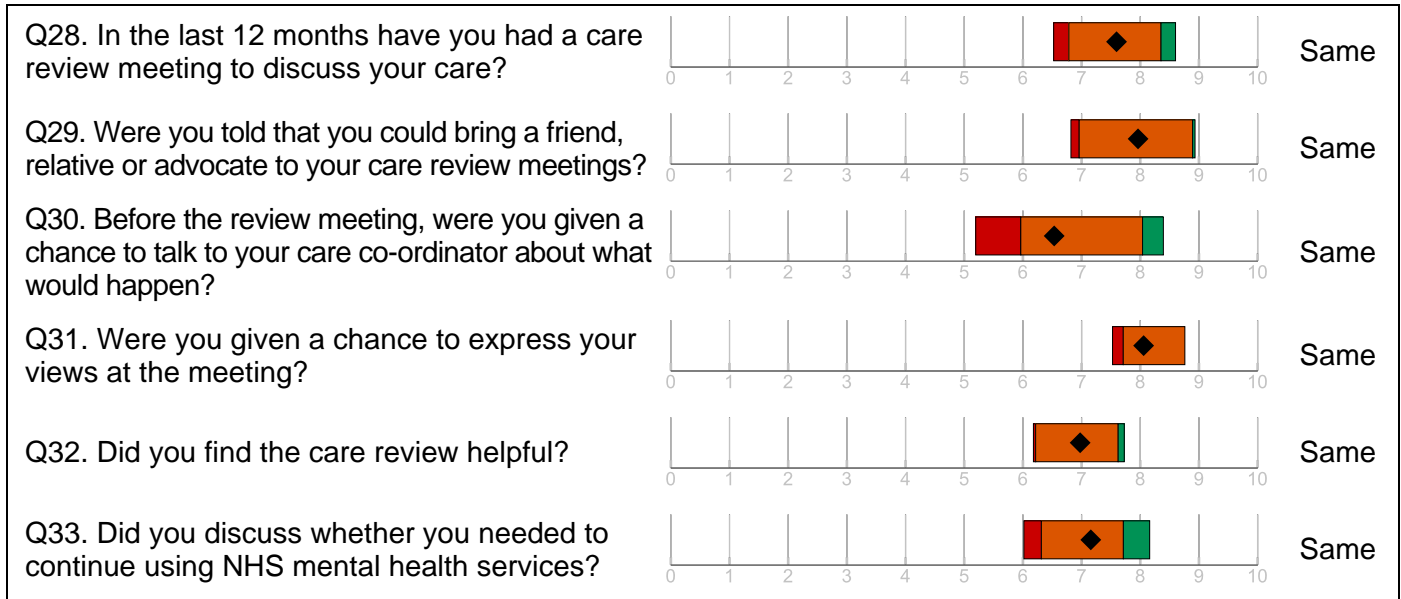 Q28. In the last 12 months have you had a care
review meeting to discuss your care?
0 1 2 3 4 5 6 7 8 9 10
Same
Q29. Were you told that you could bring a friend,
relative or advocate to your care review meetings?
0 1 2 3 4 5 6 7 8 9 10
Same
Q30. Before the review meeting, were you given a
chance to talk to your care co-ordinator about what
would happen?
0 1 2 3 4 5 6 7 8 9 10
Same
Q31. Were you given a chance to express your
views at the meeting?
0 1 2 3 4 5 6 7 8 9 10
Same
Q32. Did you find the care review helpful?
0 1 2 3 4 5 6 7 8 9 10
Same
Q33. Did you discuss whether you needed to
continue using NHS mental health services?
0 1 2 3 4 5 6 7 8 9 10
Same